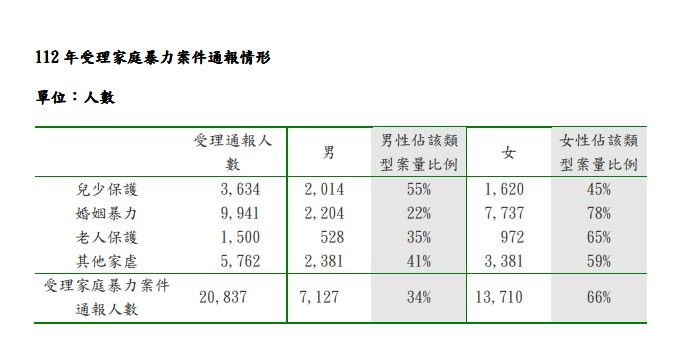 112 年受理家庭暴力案件通報情形
單位：人數
受理通報人數 男 男性佔該類型案量比例 女 女性佔該類型案量比例
兒少保護 3,634 2,014 55% 1,620 45%
婚姻暴力 9,941 2,204 22% 7,737 78%
老人保護 1,500 528 35% 972 65%
其他家虐 5,762 2,381 41% 3,381 59%
受理家庭暴力案件通報人數 20,837 7,127 34% 13,710 66%